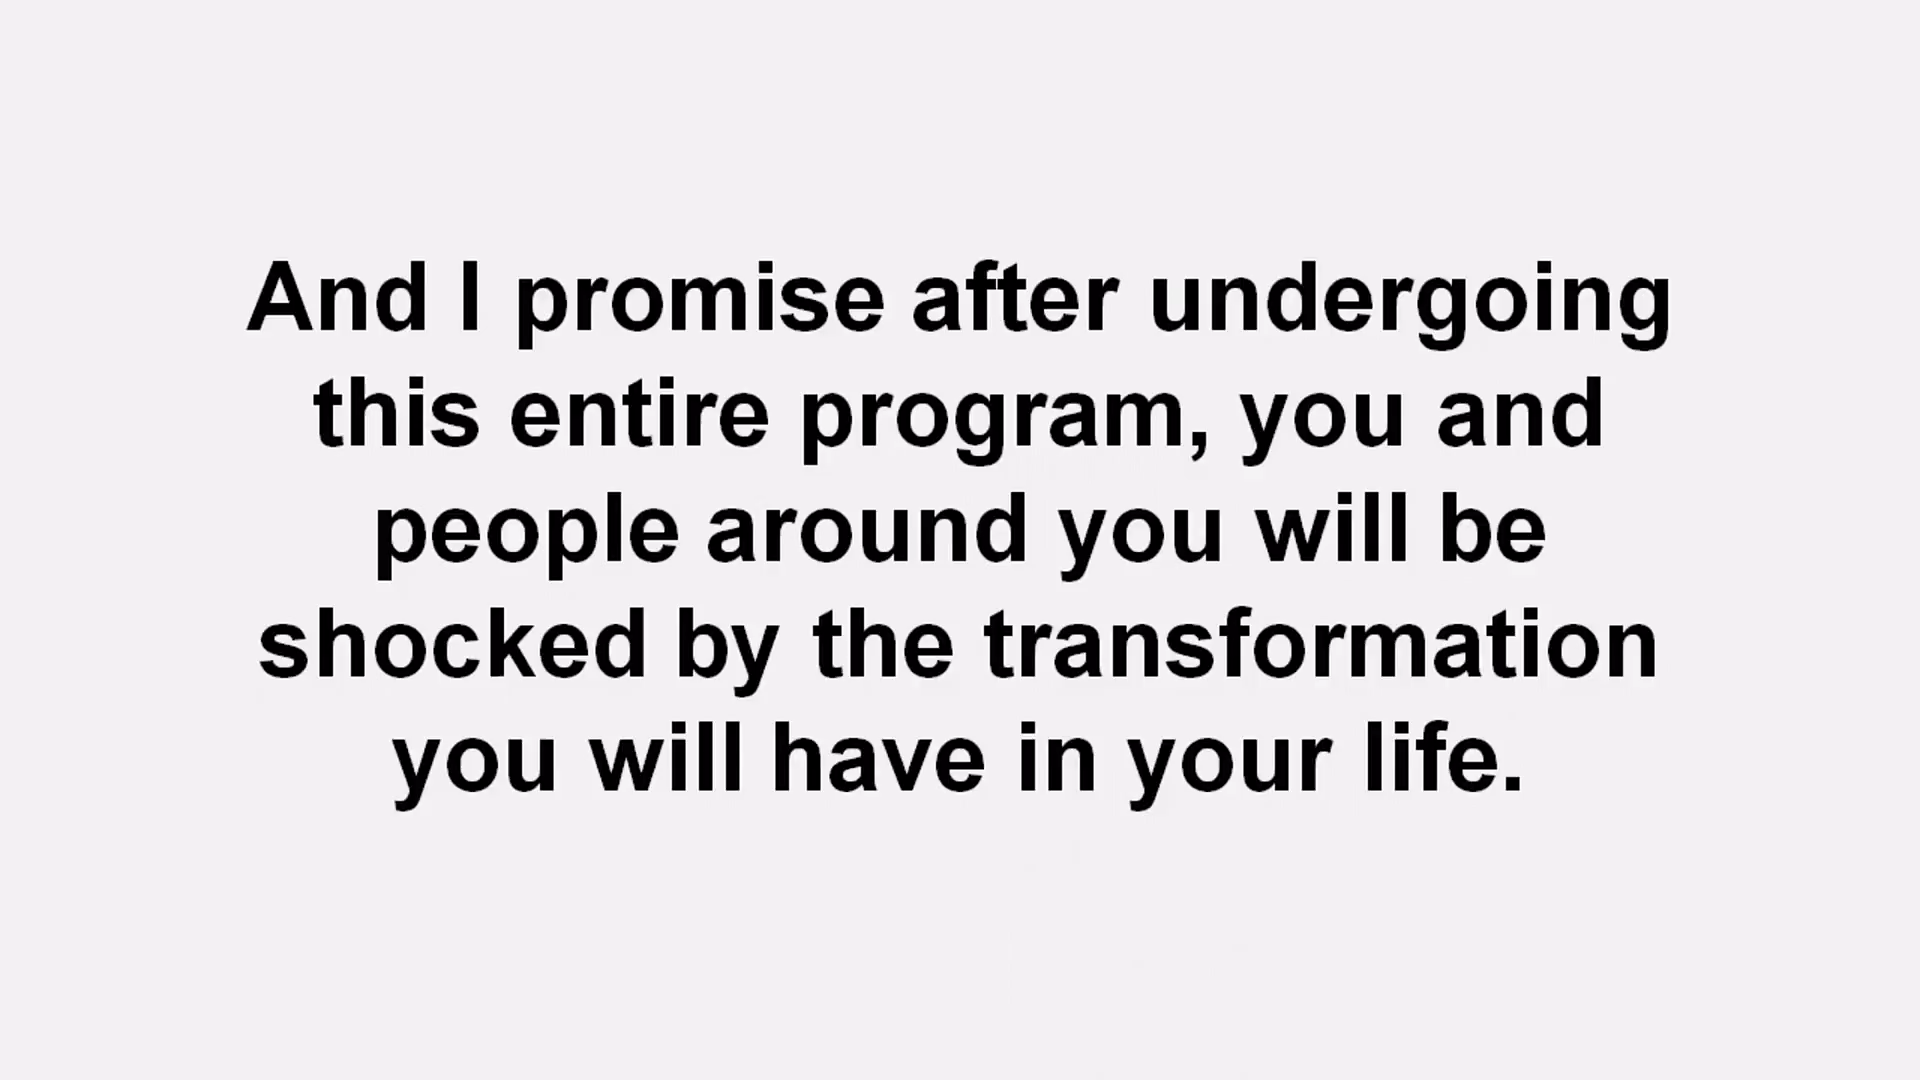 And I promise after undergoing
this entire program, you and
people around you will be
shocked by the transformation
you will have in your life.